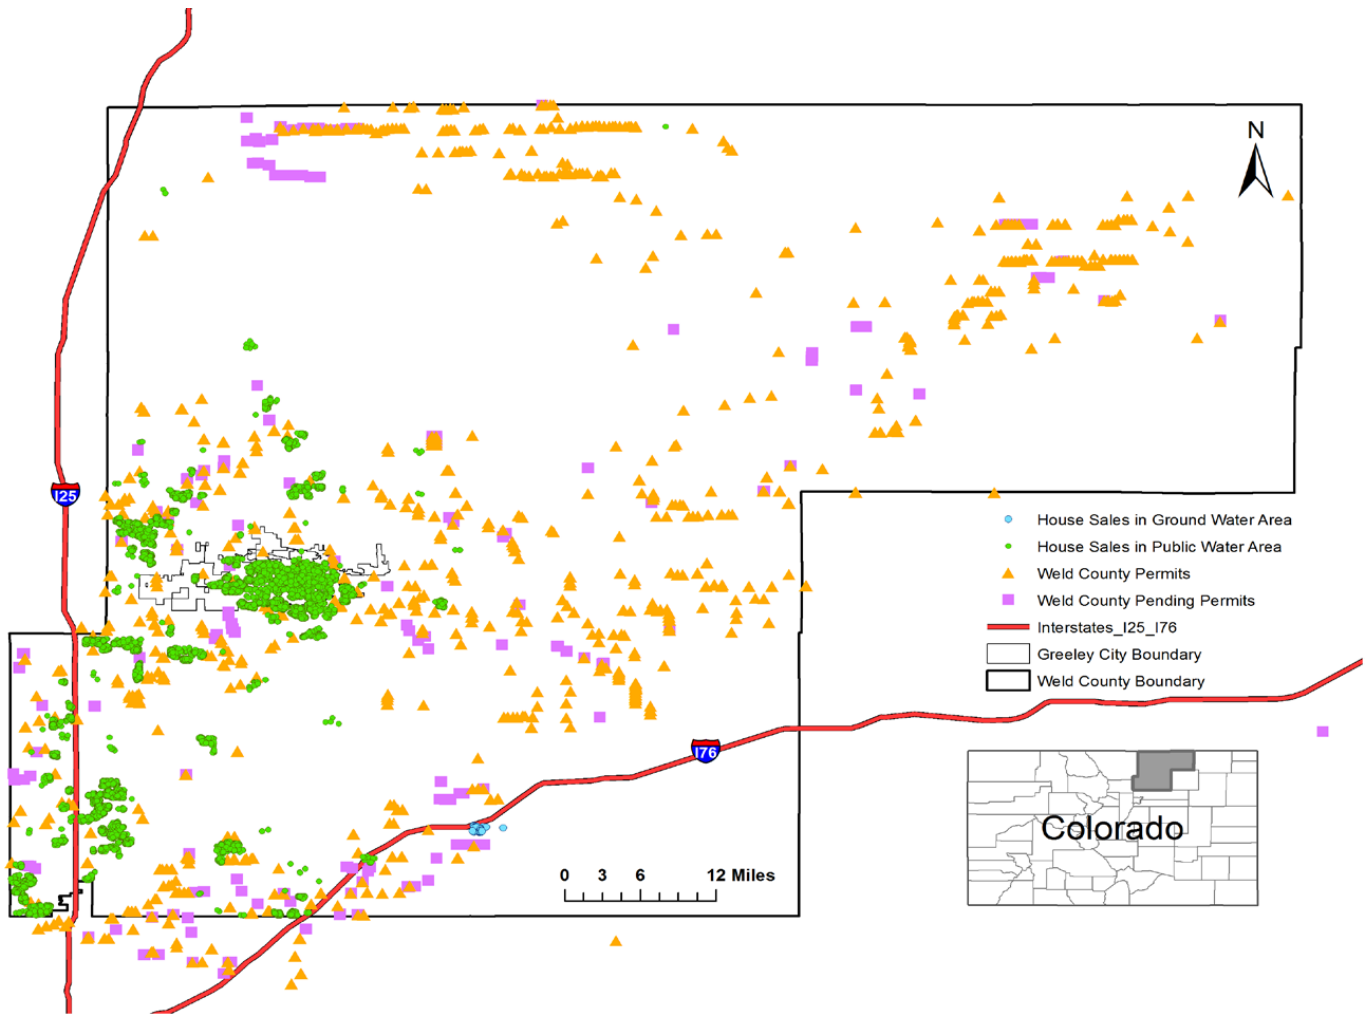 N
I25
House Sales in Ground Water Area
House Sales in Public Water Area
Weld County Permits
Weld County Pending Permits
Interstates_I25_I76
Greeley City Boundary
Weld County Boundary
I76
Colorado
0 3 6 12 Miles